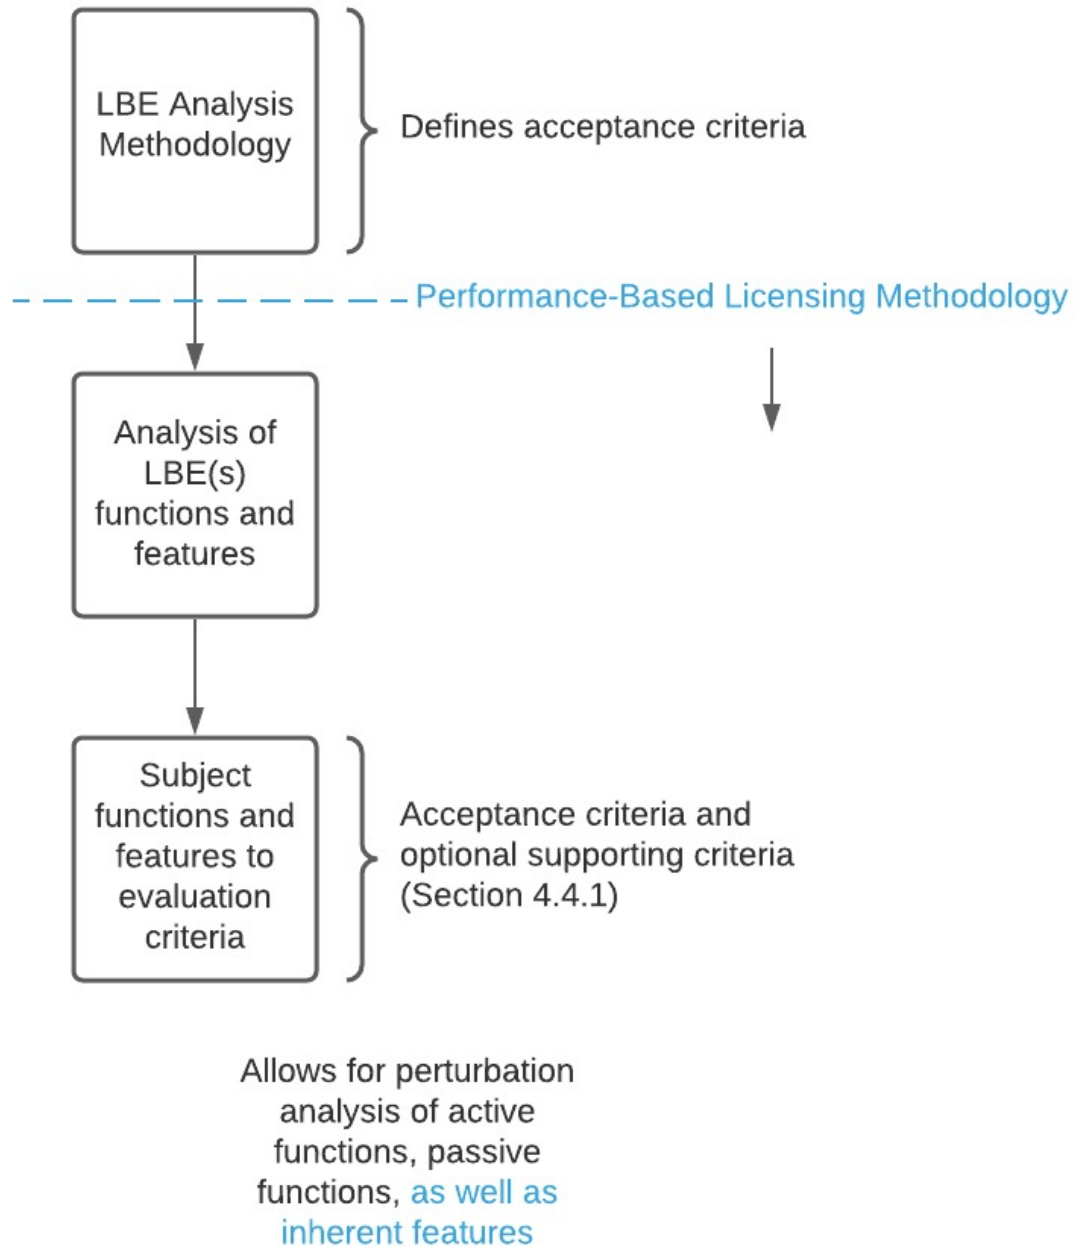 LBE Analysis
Methodology
Defines acceptance criteria
Performance-Based Licensing Methodology
Analysis of
LBE(s)
functions and
features
Subject
functions and
features to
evaluation
criteria
Acceptance criteria and
optional supporting criteria
(Section 4.4.1)
Allows for perturbation
analysis of active
functions, passive
functions, as well as
inherent features